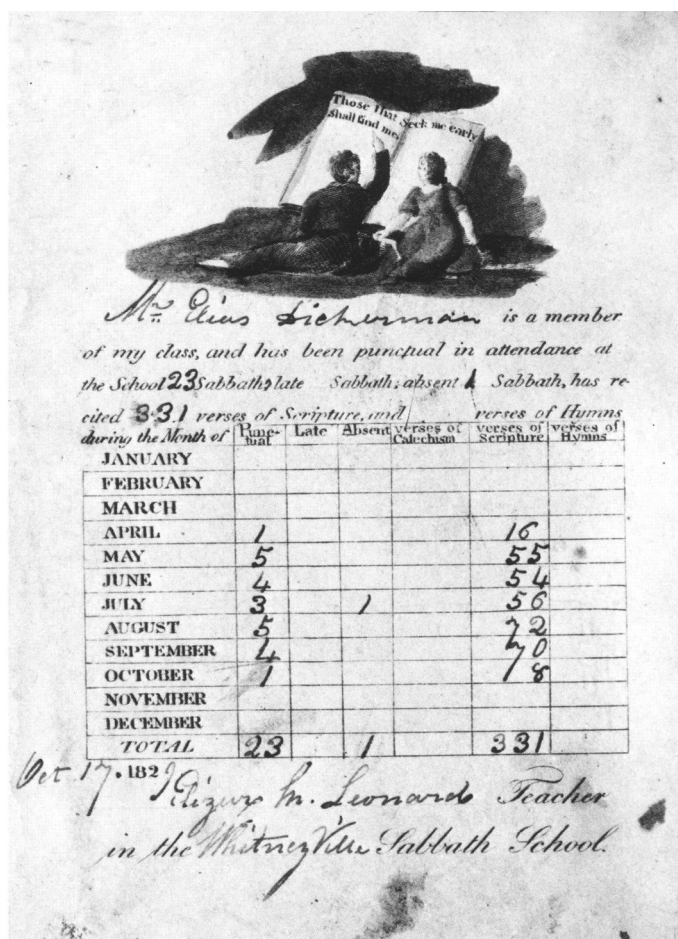 Those That
Shall find me.
Seek me early
Mr. Elias Dickerman is a member
of my class, and has been punctual in attendance at
the School 23 Sabbath, late Sabbath, absent 1 Sabbath, has re-
cited 331 verses of Scripture, and verses of Hymns
during the Month of Punc-tual Late Absent verses of Catechism verses of Scripture verses of Hymns
JANUARY
FEBRUARY
MARCH
APRIL 1 16
MAY 5 55
JUNE 4 54
JULY 3 1 56
AUGUST 5 72
SEPTEMBER 4 70
OCTOBER 1 8
NOVEMBER
DECEMBER
TOTAL 23 1 331
Oct 17. 182
Elizur M. Leonard Teacher
in the WhitneyVille Sabbath School.